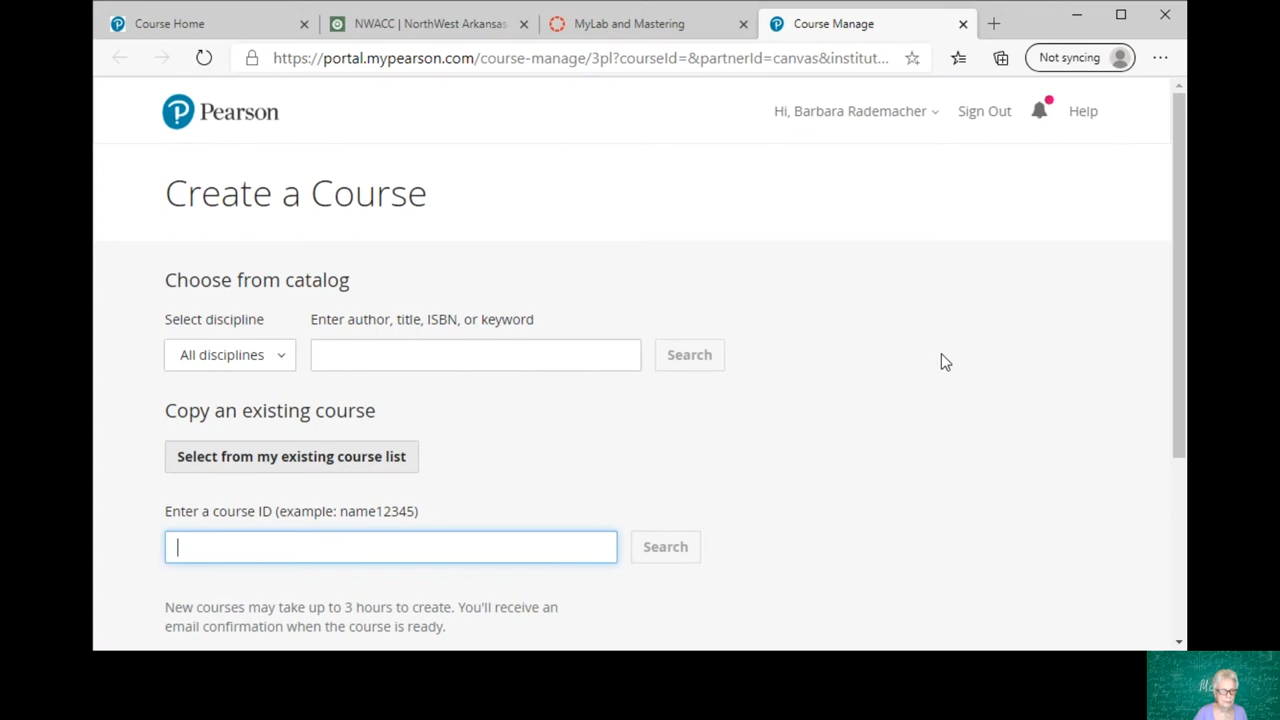 Course Home
NWACC | NorthWest Arkansas
MyLab and Mastering
Course Manage
https://portal.mypearson.com/course-manage/3pl?courseId=&partnerId=canvas&institut...
Not syncing
Pearson
Hi, Barbara Rademacher
Sign Out
Help
Create a Course
Choose from catalog
Select discipline
Enter author, title, ISBN, or keyword
All disciplines
Search
Copy an existing course
Select from my existing course list
Enter a course ID (example: name12345)
Search
New courses may take up to 3 hours to create. You'll receive an
email confirmation when the course is ready.